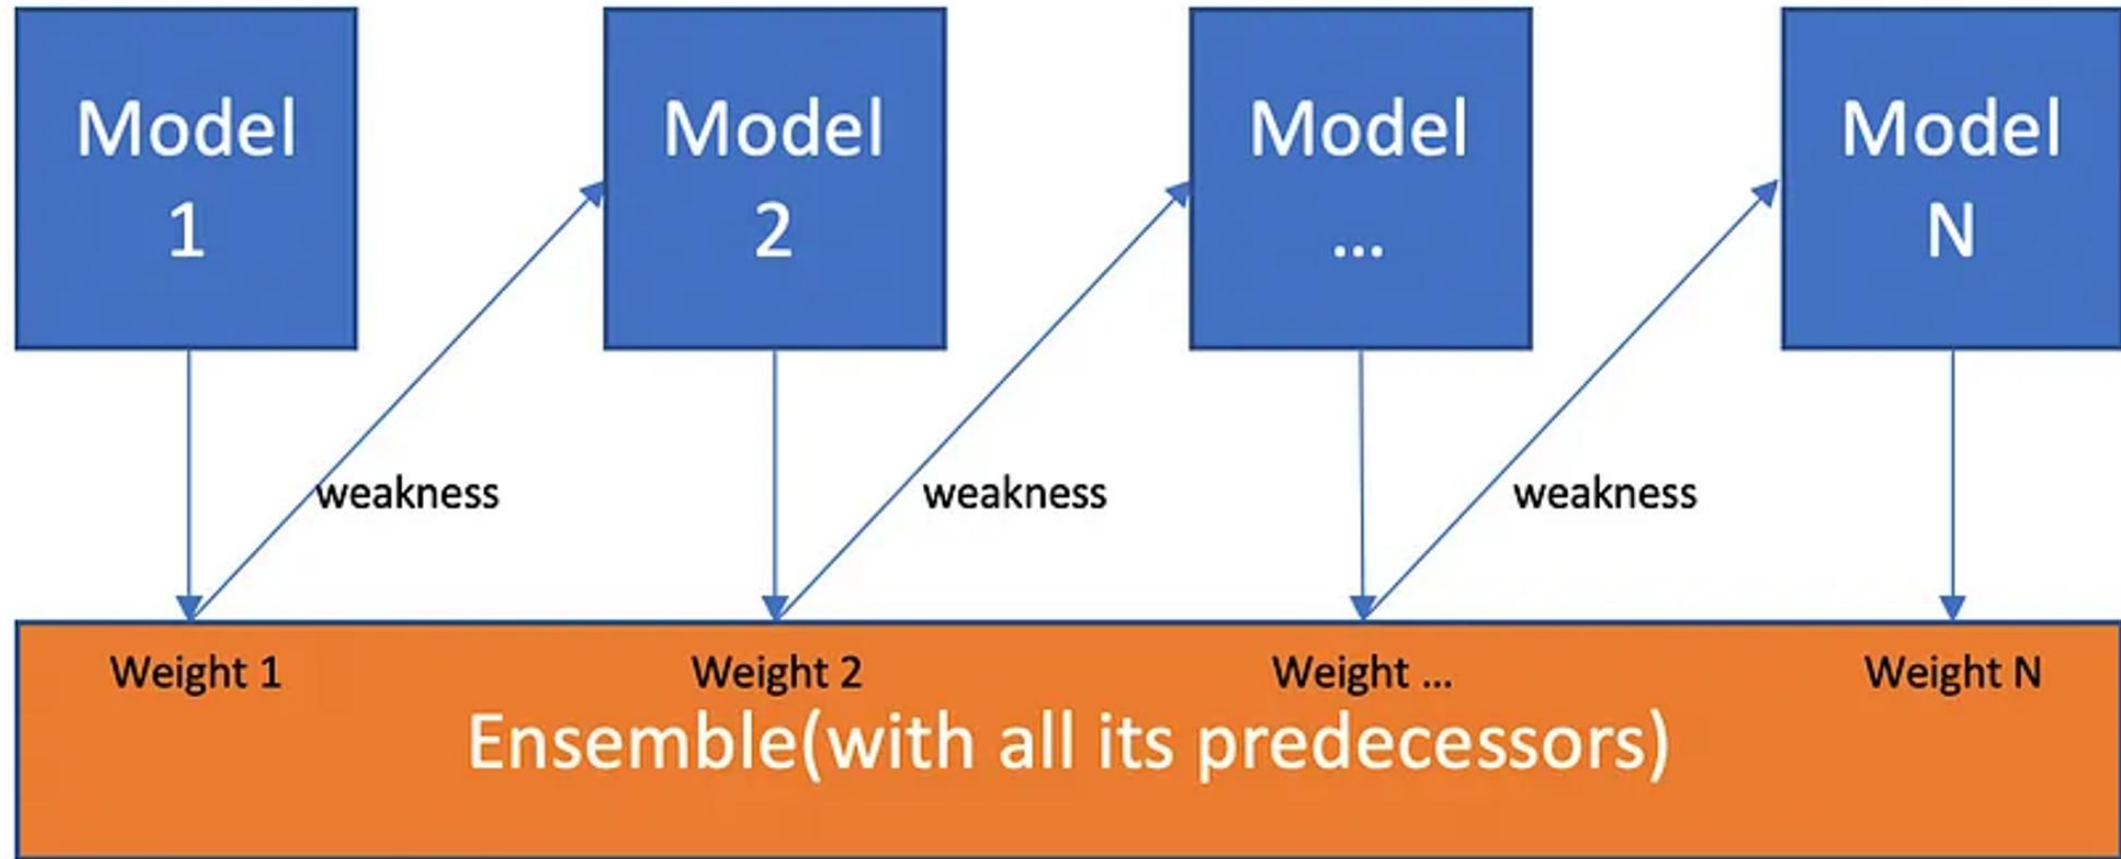 Model
1
Model
2
Model
...
Model
N
weakness
weakness
weakness
Weight 1
Weight 2
Weight ...
Weight N
Ensemble(with all its predecessors)